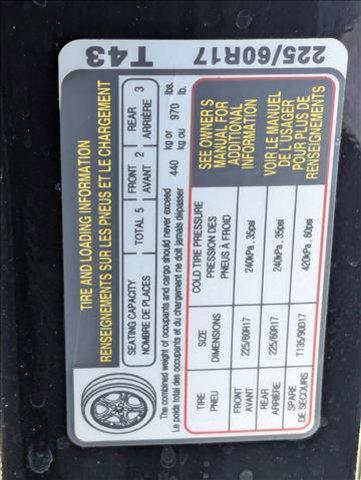 T43
225/60R17
TIRE AND LOADING INFORMATION
RENSEIGNEMENTS SUR LES PNEUS ET LE CHARGEMENT
SEATING CAPACITY TOTAL 5 FRONT 2 REAR 3
NOMBRE DE PLACES AVANT ARRIÈRE
The combined weight of occupants and cargo should never exceed 440 kg or 970 lbs.
Le poids total des occupants et du chargement ne doit jamais dépasser kg ou lb.
TIRE SIZE COLD TIRE PRESSURE
PNEU DIMENSIONS PRESSION DES PNEUS À FROID
FRONT AVANT 225/60R17 240kPa, 35psi
REAR ARRIÈRE 225/60R17 240kPa, 35psi
SPARE DE SECOURS T135/90D17 420kPa, 60psi
SEE OWNER'S
MANUAL FOR
ADDITIONAL
INFORMATION
VOIR LE MANUEL
DE L'USAGER
POUR PLUS DE
RENSEIGNEMENTS